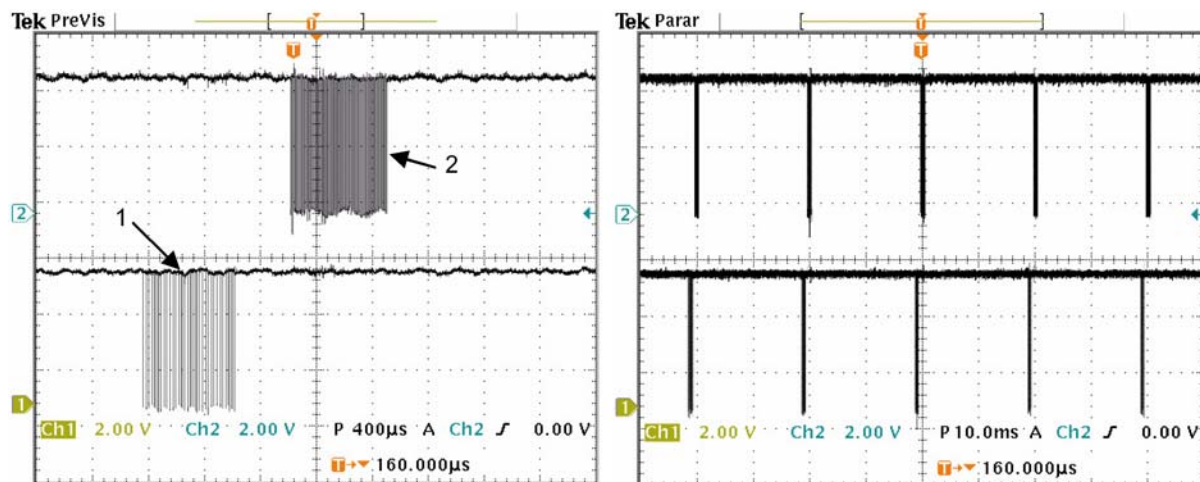 Tek PreVis
T
T
2
2
1
1
Ch1 2.00 V Ch2 2.00 V P 400µs A Ch2 ƒ 0.00 V
T→▼ 160.000µs
Tek Parar
T
T
2
1
Ch1 2.00 V Ch2 2.00 V P 10.0ms A Ch2 ƒ 0.00 V
T→▼ 160.000µs